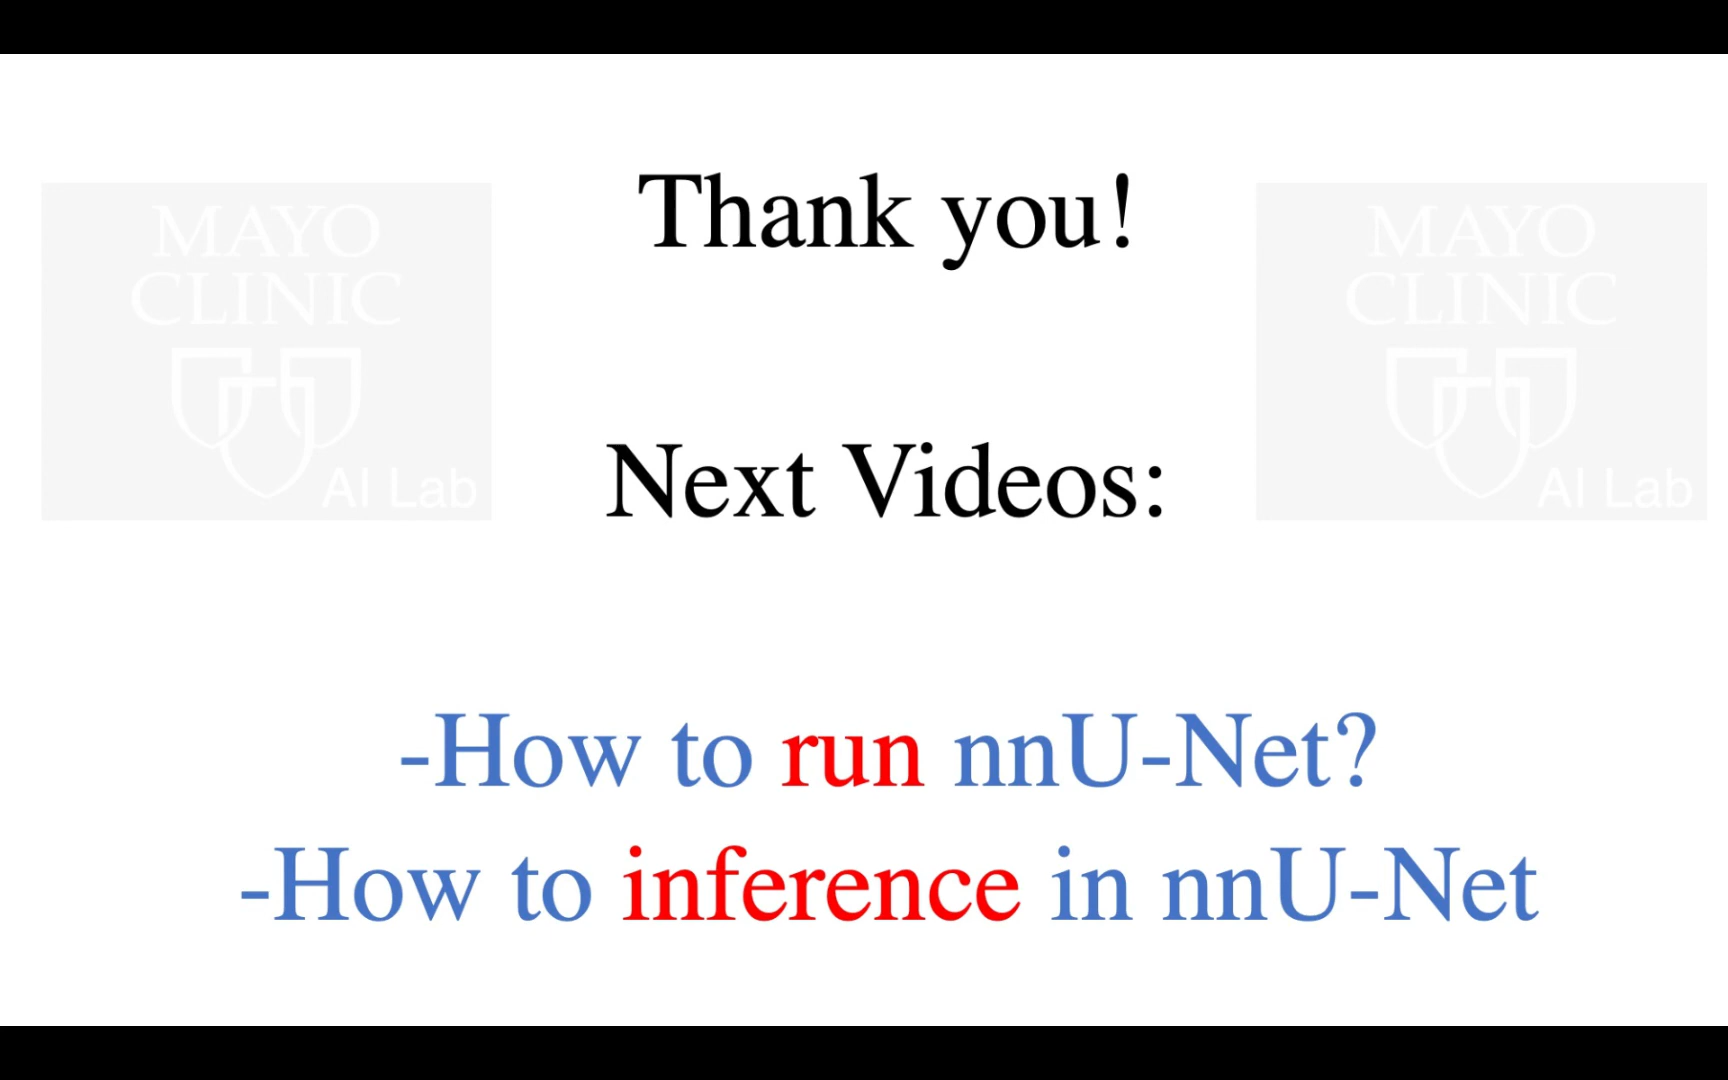 Thank you!
MAYO
CLINIC
AI Lab
MAYO
CLINIC
AI Lab
Next Videos:
-How to run nnU-Net?
-How to inference in nnU-Net